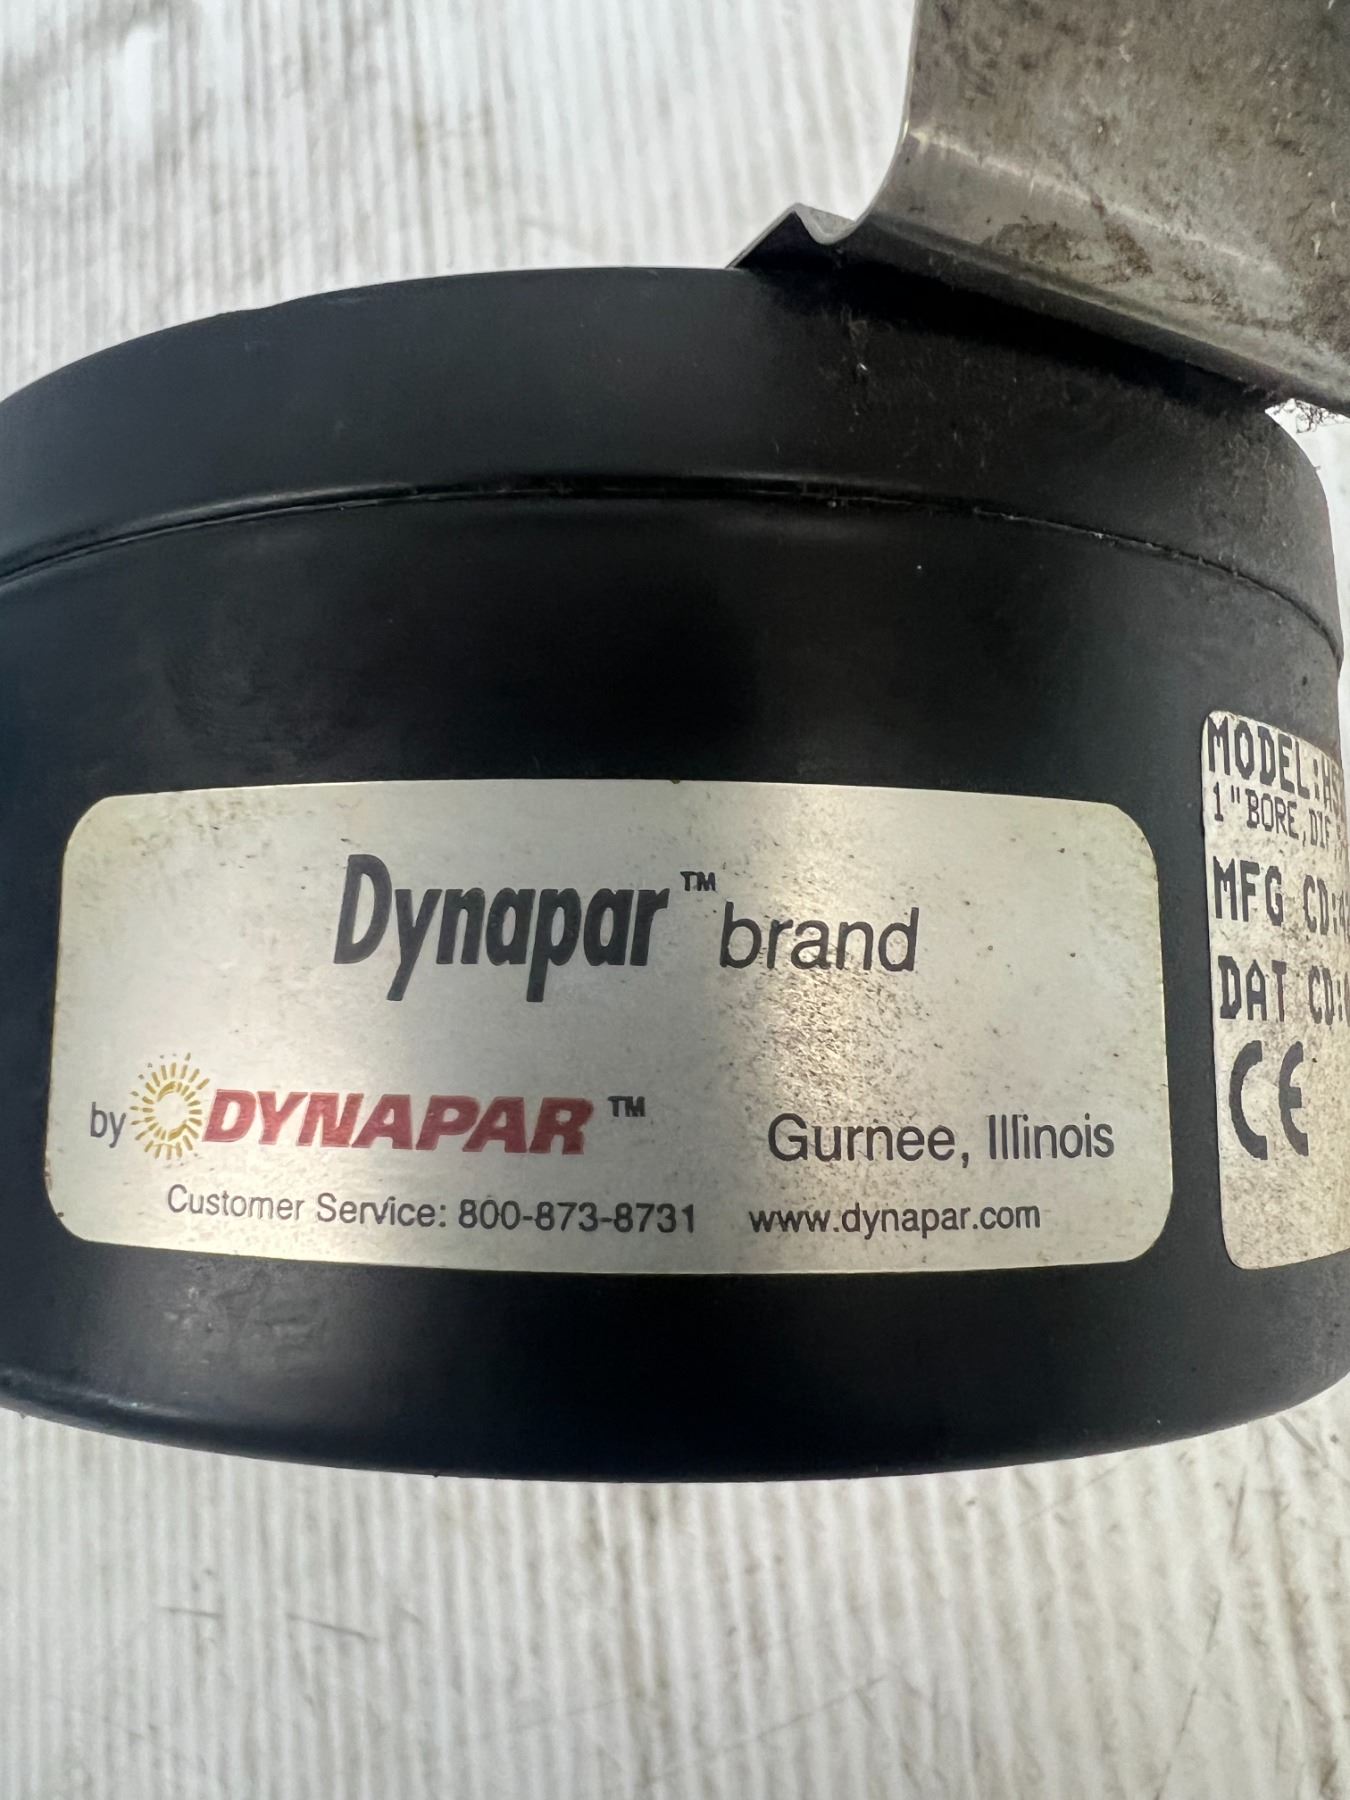 Dynapar™ brand
by DYNAPAR™ Gurnee, Illinois
Customer Service: 800-873-8731 www.dynapar.com
MODEL:
1" BORE,
MFG CD:
DAT CD:
CE